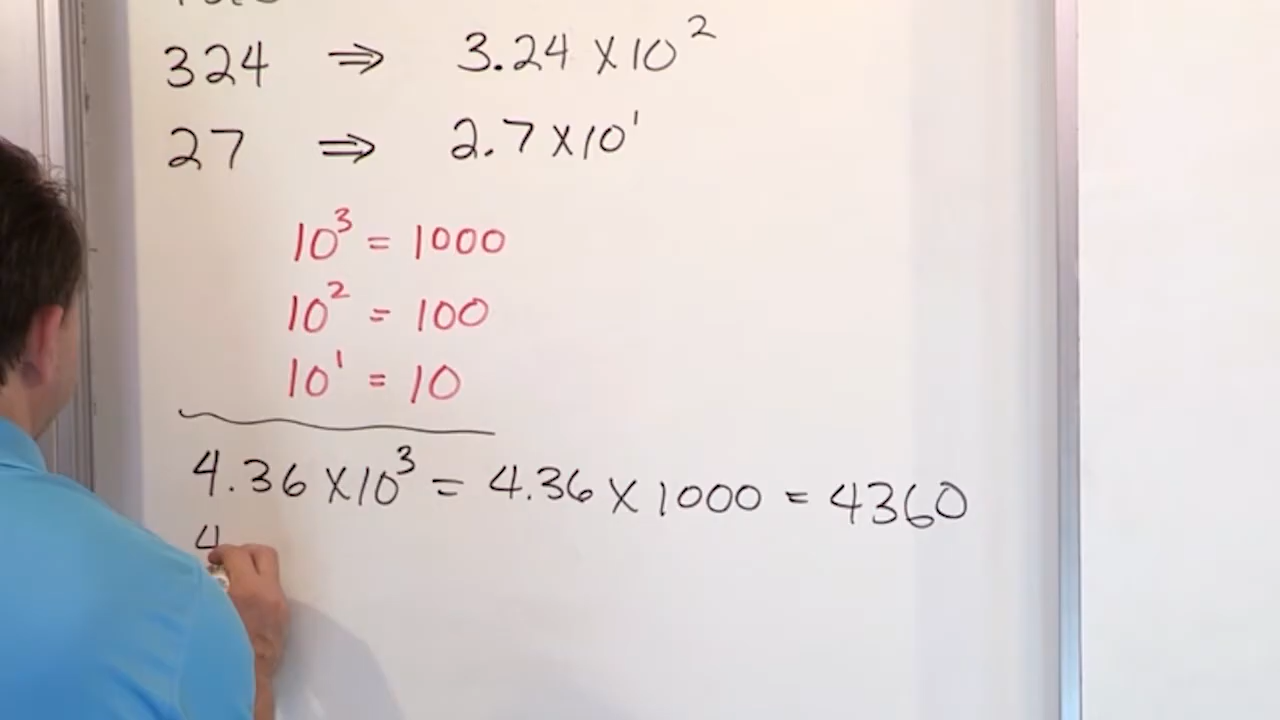 324 ⇒ 3.24 × 10²
27 ⇒ 2.7 × 10¹
10³ = 1000
10² = 100
10¹ = 10
4.36 × 10³ = 4.36 × 1000 = 4360
4